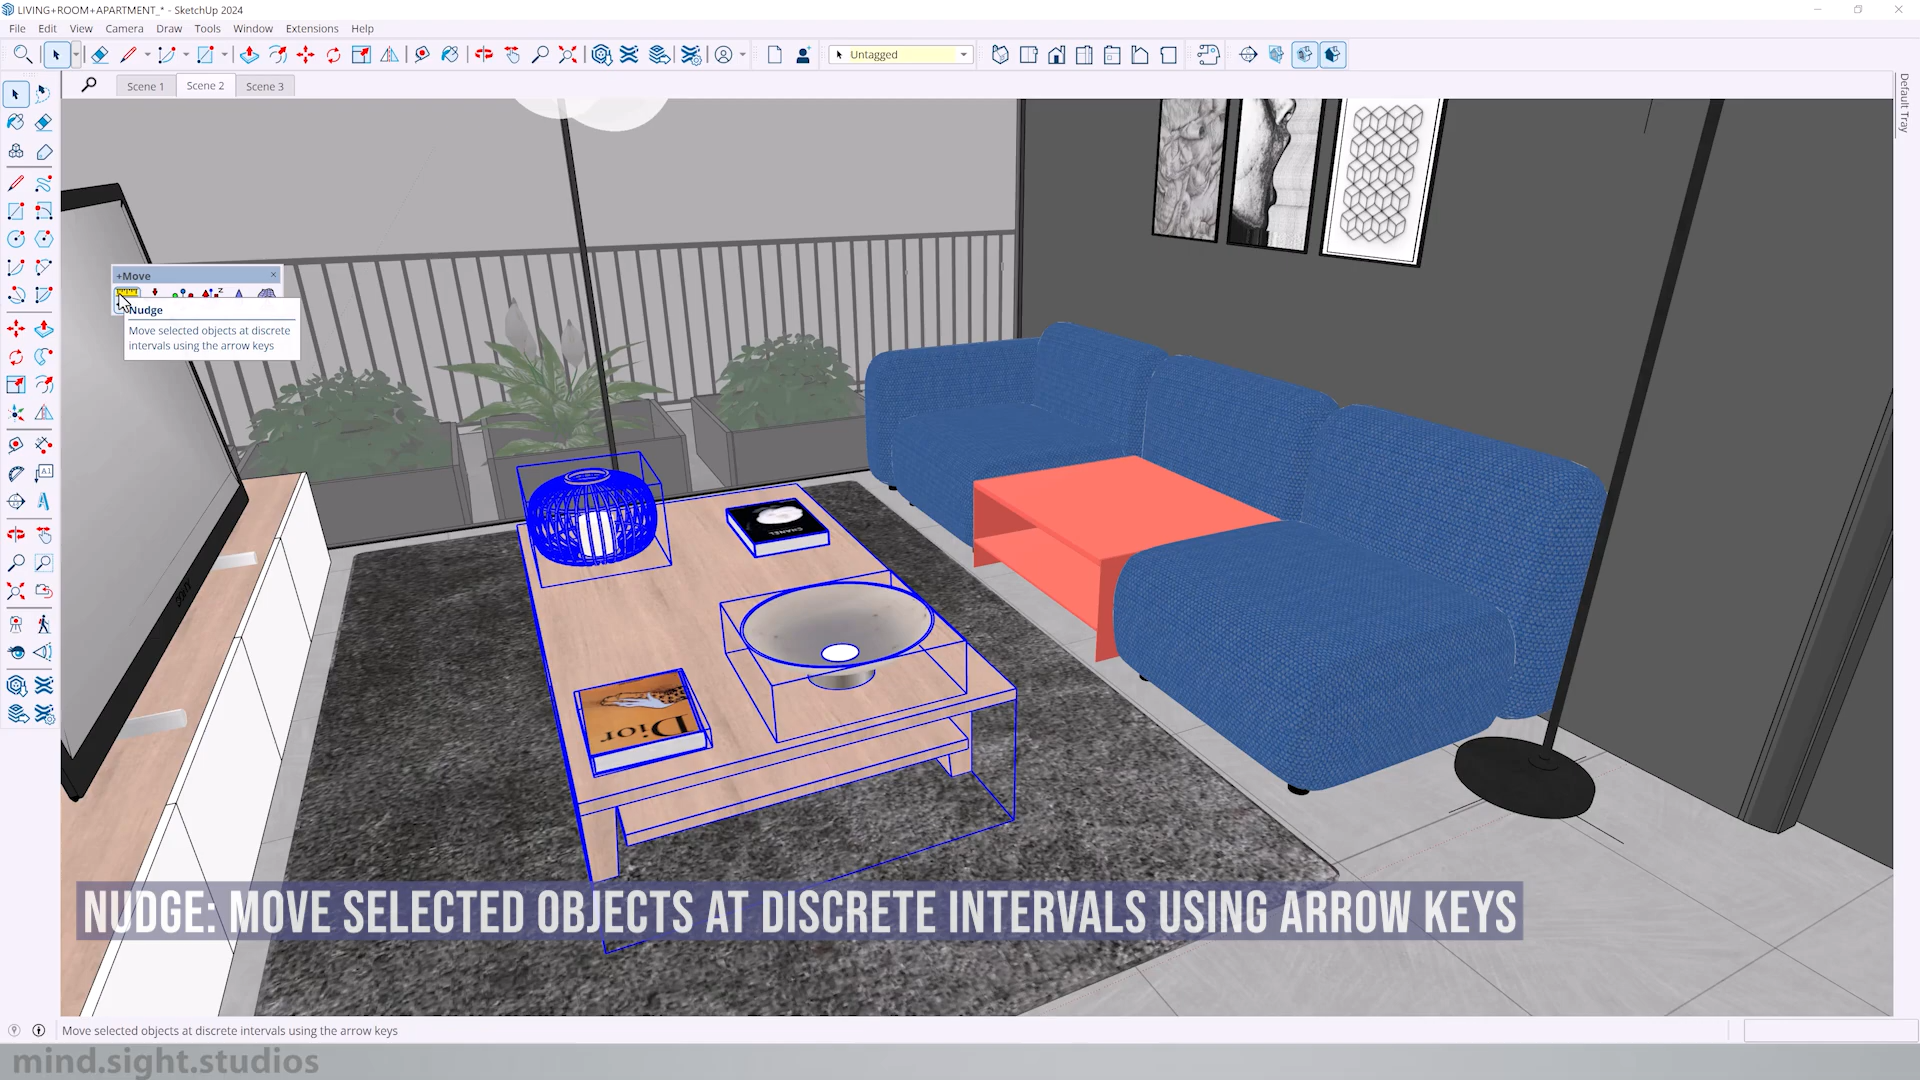 LIVING+ROOM+APARTMENT_* - SketchUp 2024
File Edit View Camera Draw Tools Window Extensions Help
Untagged
Scene 1 Scene 2 Scene 3
Default Tray
+Move
Nudge
Move selected objects at discrete
intervals using the arrow keys
CHANEL
Dior
NUDGE: MOVE SELECTED OBJECTS AT DISCRETE INTERVALS USING ARROW KEYS
Move selected objects at discrete intervals using the arrow keys
mind.sight.studios